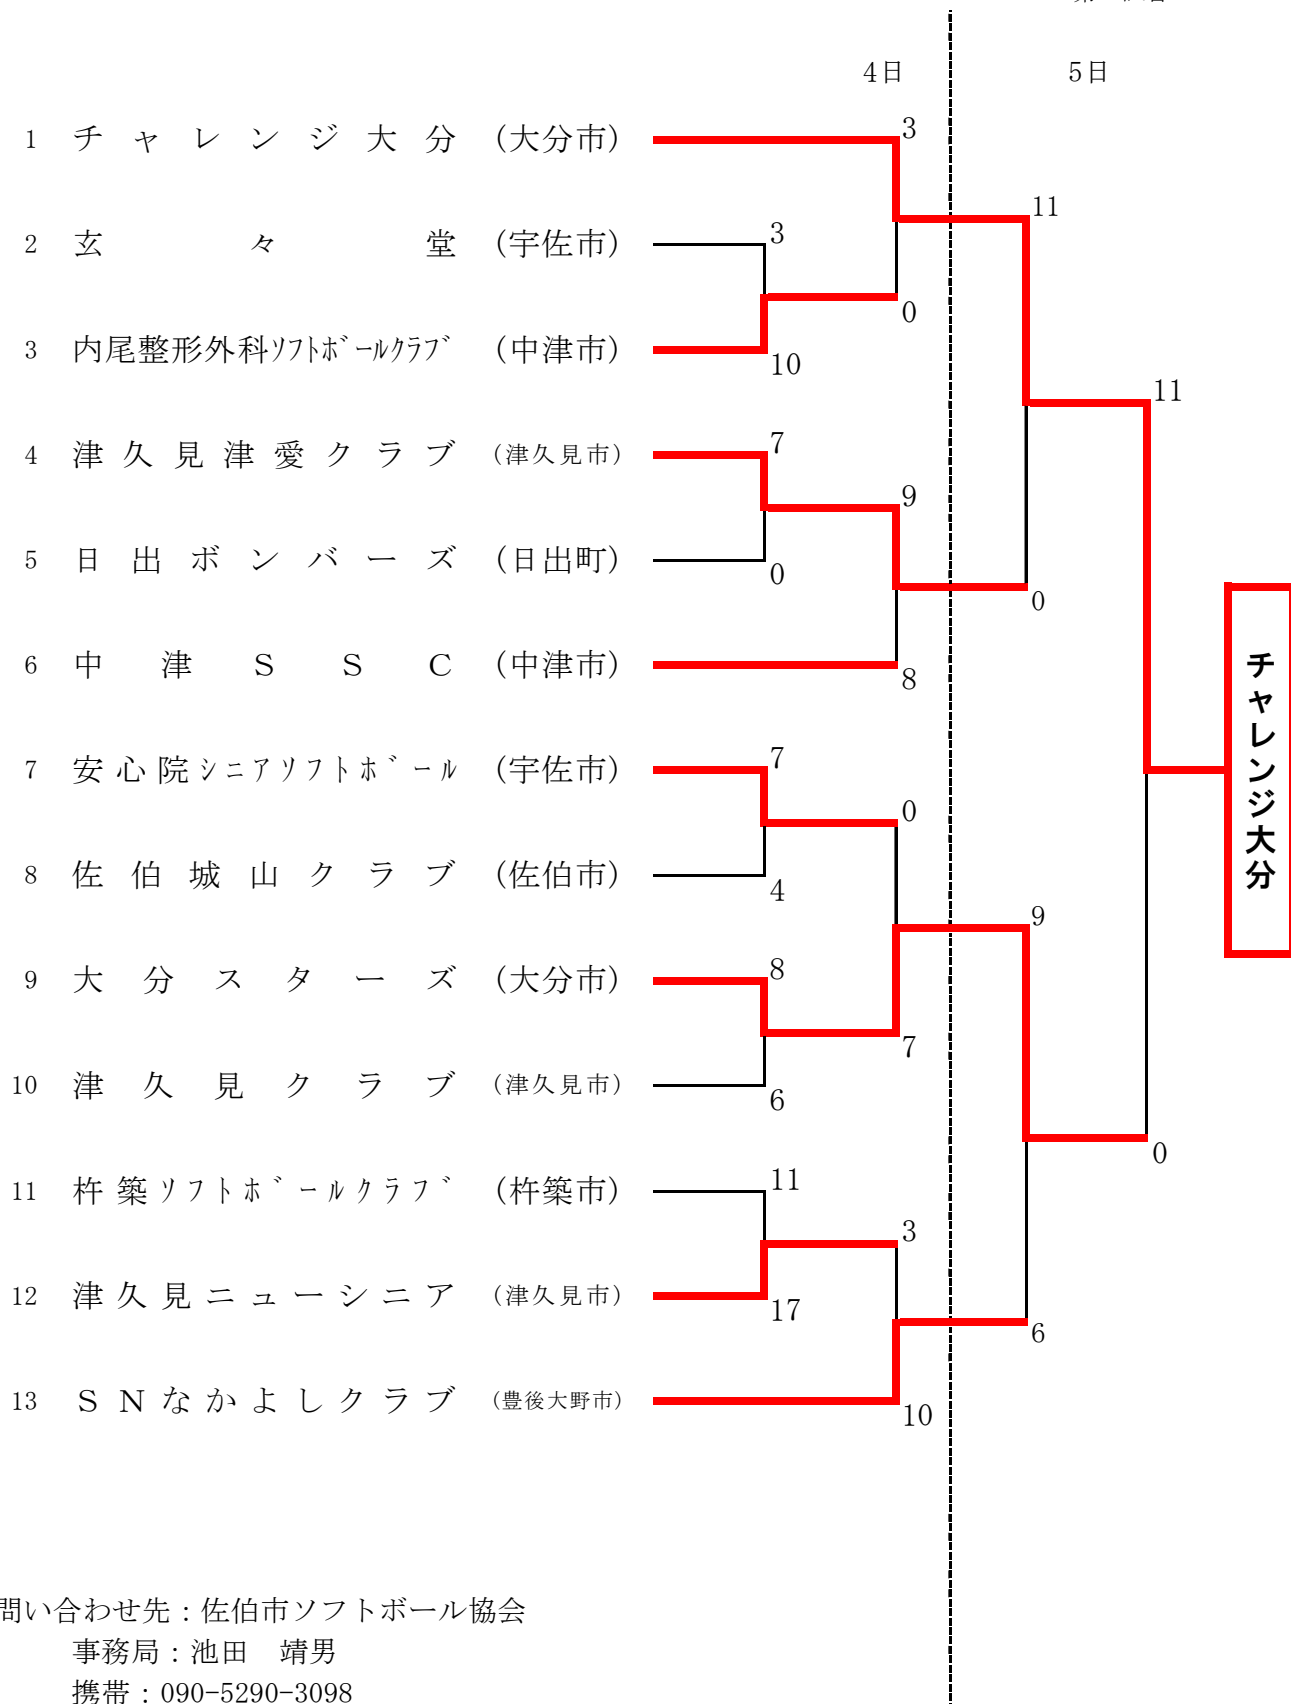 4日 5日
1 チャレンジ大分 (大分市)
3
11
2 玄々堂 (宇佐市)
3
0
3 内尾整形外科ソフトボールクラブ (中津市)
10
11
4 津久見津愛クラブ (津久見市)
7
9
5 日出ボンバーズ (日出町)
0
0
6 中津SSC (中津市)
8
チャレンジ大分
7 安心院シニアソフトボール (宇佐市)
7
0
8 佐伯城山クラブ (佐伯市)
4
9
9 大分スターズ (大分市)
8
7
10 津久見クラブ (津久見市)
6
0
11 杵築ソフトボールクラブ (杵築市)
11
3
12 津久見ニューシニア (津久見市)
17
6
13 SNなかよしクラブ (豊後大野市)
10
問い合わせ先：佐伯市ソフトボール協会
事務局：池田 靖男
携帯：090-5290-3098